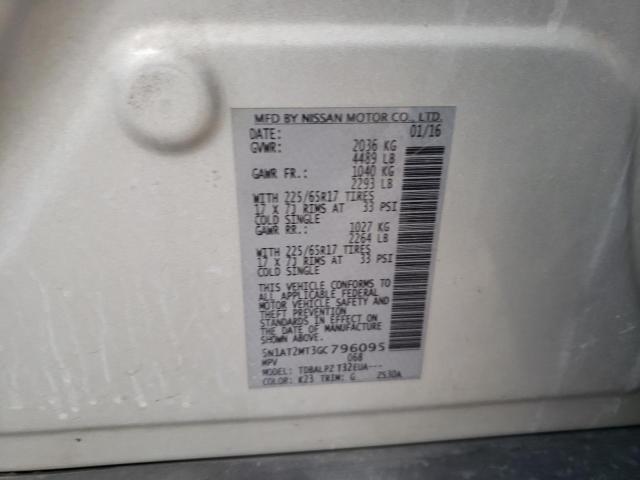 MFD BY NISSAN MOTOR CO., LTD.
DATE: 01/16
GVWR: 2036 KG
4489 LB
GAWR FR.: 1040 KG
2293 LB
WITH 225/65R17 TIRES
17 X 7J RIMS AT 33 PSI
COLD SINGLE
GAWR RR.: 1027 KG
2264 LB
WITH 225/65R17 TIRES
17 X 7J RIMS AT 33 PSI
COLD SINGLE
THIS VEHICLE CONFORMS TO
ALL APPLICABLE FEDERAL
MOTOR VEHICLE SAFETY AND
THEFT PREVENTION
STANDARDS IN EFFECT ON
THE DATE OF MANUFACTURE
SHOWN ABOVE.
5N1AT2MT3GC796095
MPV 068
MODEL: TDBALPZ T32EUA---
COLOR: K23 TRIM: G ZS30A